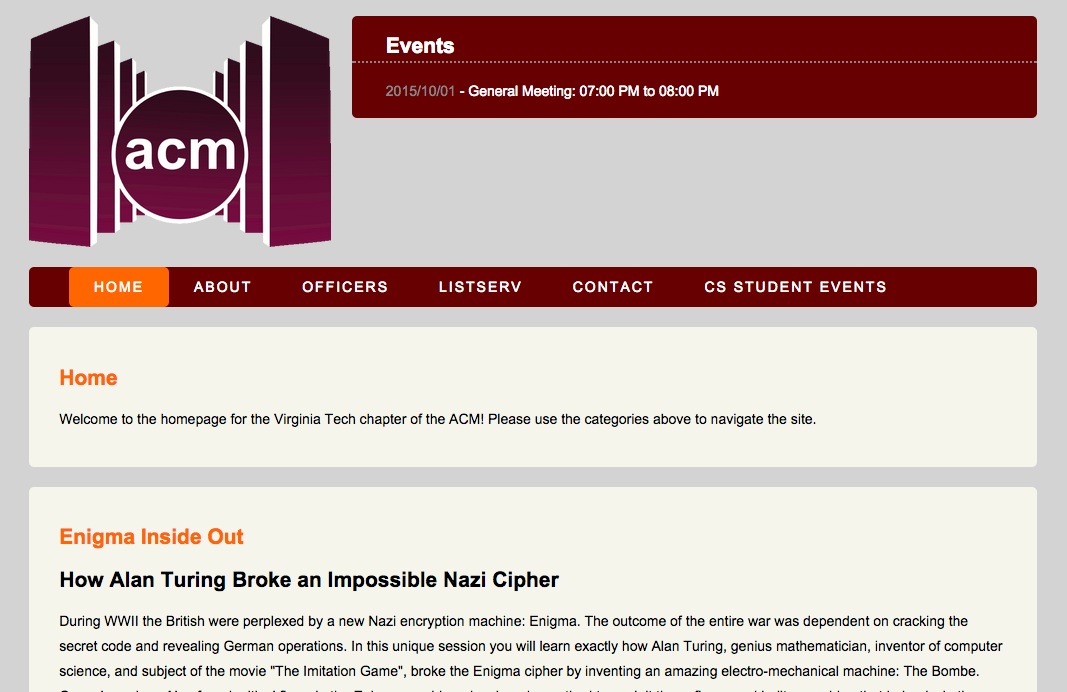 acm
Events
2015/10/01 - General Meeting: 07:00 PM to 08:00 PM
HOME ABOUT OFFICERS LISTSERV CONTACT CS STUDENT EVENTS
Home
Welcome to the homepage for the Virginia Tech chapter of the ACM! Please use the categories above to navigate the site.
Enigma Inside Out
How Alan Turing Broke an Impossible Nazi Cipher
During WWII the British were perplexed by a new Nazi encryption machine: Enigma. The outcome of the entire war was dependent on cracking the
secret code and revealing German operations. In this unique session you will learn exactly how Alan Turing, genius mathematician, inventor of computer
science, and subject of the movie "The Imitation Game", broke the Enigma cipher by inventing an amazing electro-mechanical machine: The Bombe.